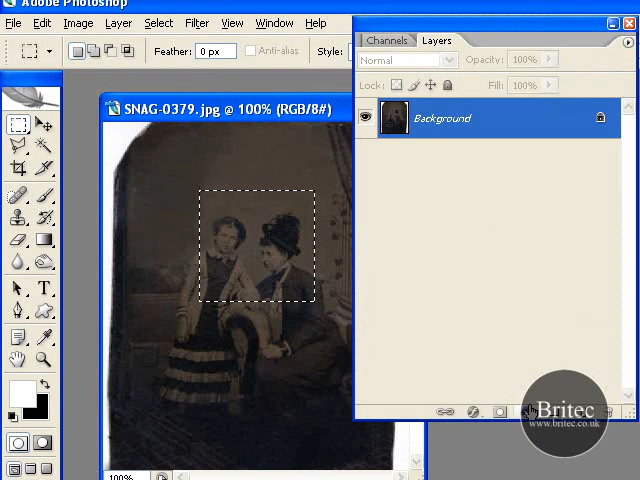 Adobe Photoshop
File Edit Image Layer Select Filter View Window Help
Feather: 0 px Anti-alias Style:
Channels Layers
Normal Opacity: 100%
Lock: Fill: 100%
Background
SNAG-0379.jpg @ 100% (RGB/8#)
T
100%
Britec
www.britec.co.uk